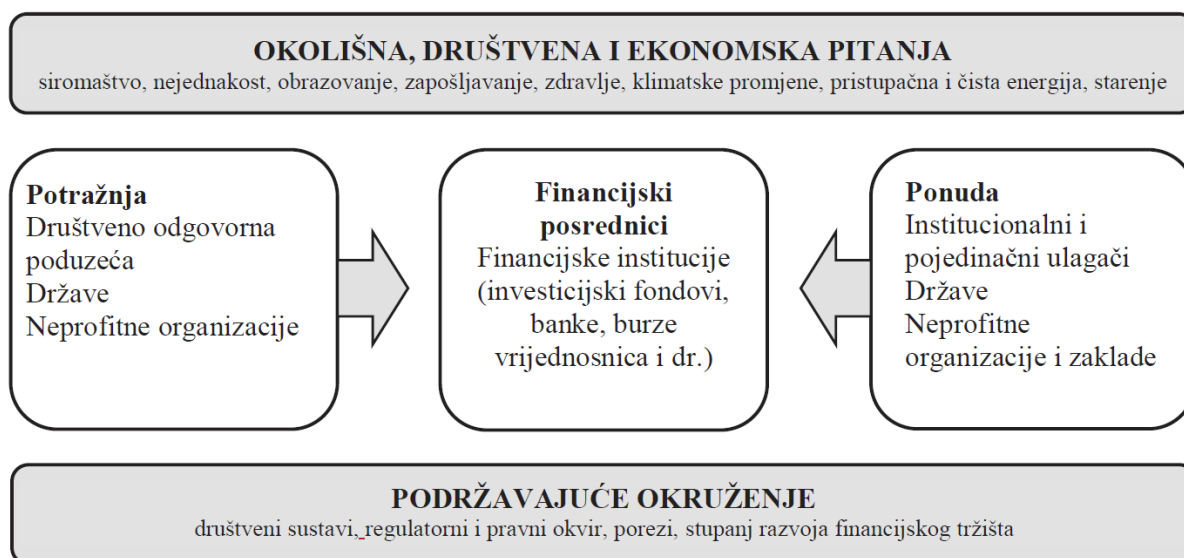 OKOLIŠNA, DRUŠTVENA I EKONOMSKA PITANJA
siromaštvo, nejednakost, obrazovanje, zapošljavanje, zdravlje, klimatske promjene, pristupačna i čista energija, starenje
Potražnja
Društveno odgovorna
poduzeća
Države
Neprofitne organizacije
Financijski
posrednici
Financijske institucije
(investicijski fondovi,
banke, burze
vrijednosnica i dr.)
Ponuda
Institucionalni i
pojedinačni ulagači
Države
Neprofitne
organizacije i zaklade
PODRŽAVAJUĆE OKRUŽENJE
društveni sustavi, regulatorni i pravni okvir, porezi, stupanj razvoja financijskog tržišta